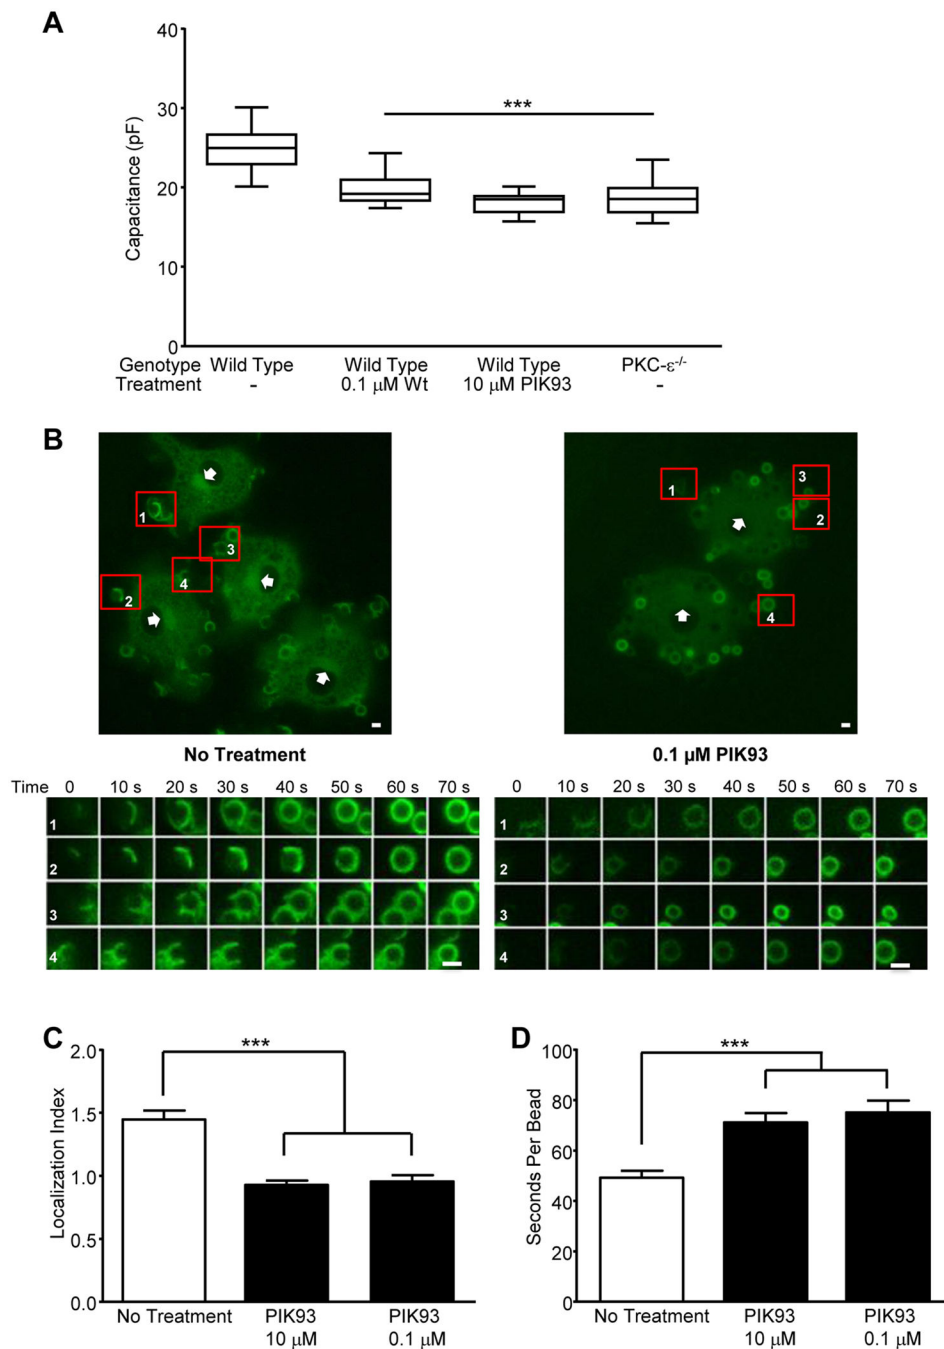 A
***
Capacitance (pF)
40
30
20
10
0
Genotype Wild Type Wild Type Wild Type PKC-ε-/-
Treatment - 0.1 μM Wt 10 μM PIK93 -
B
1
2
3
4
1
2
3
4
No Treatment
0.1 μM PIK93
Time 0 10 s 20 s 30 s 40 s 50 s 60 s 70 s
0 10 s 20 s 30 s 40 s 50 s 60 s 70 s
1
2
3
4
1
2
3
4
C
***
Localization Index
2.0
1.5
1.0
0.5
0.0
No Treatment PIK93 PIK93
10 μM 0.1 μM
D
***
Seconds Per Bead
100
80
60
40
20
0
No Treatment PIK93 PIK93
10 μM 0.1 μM